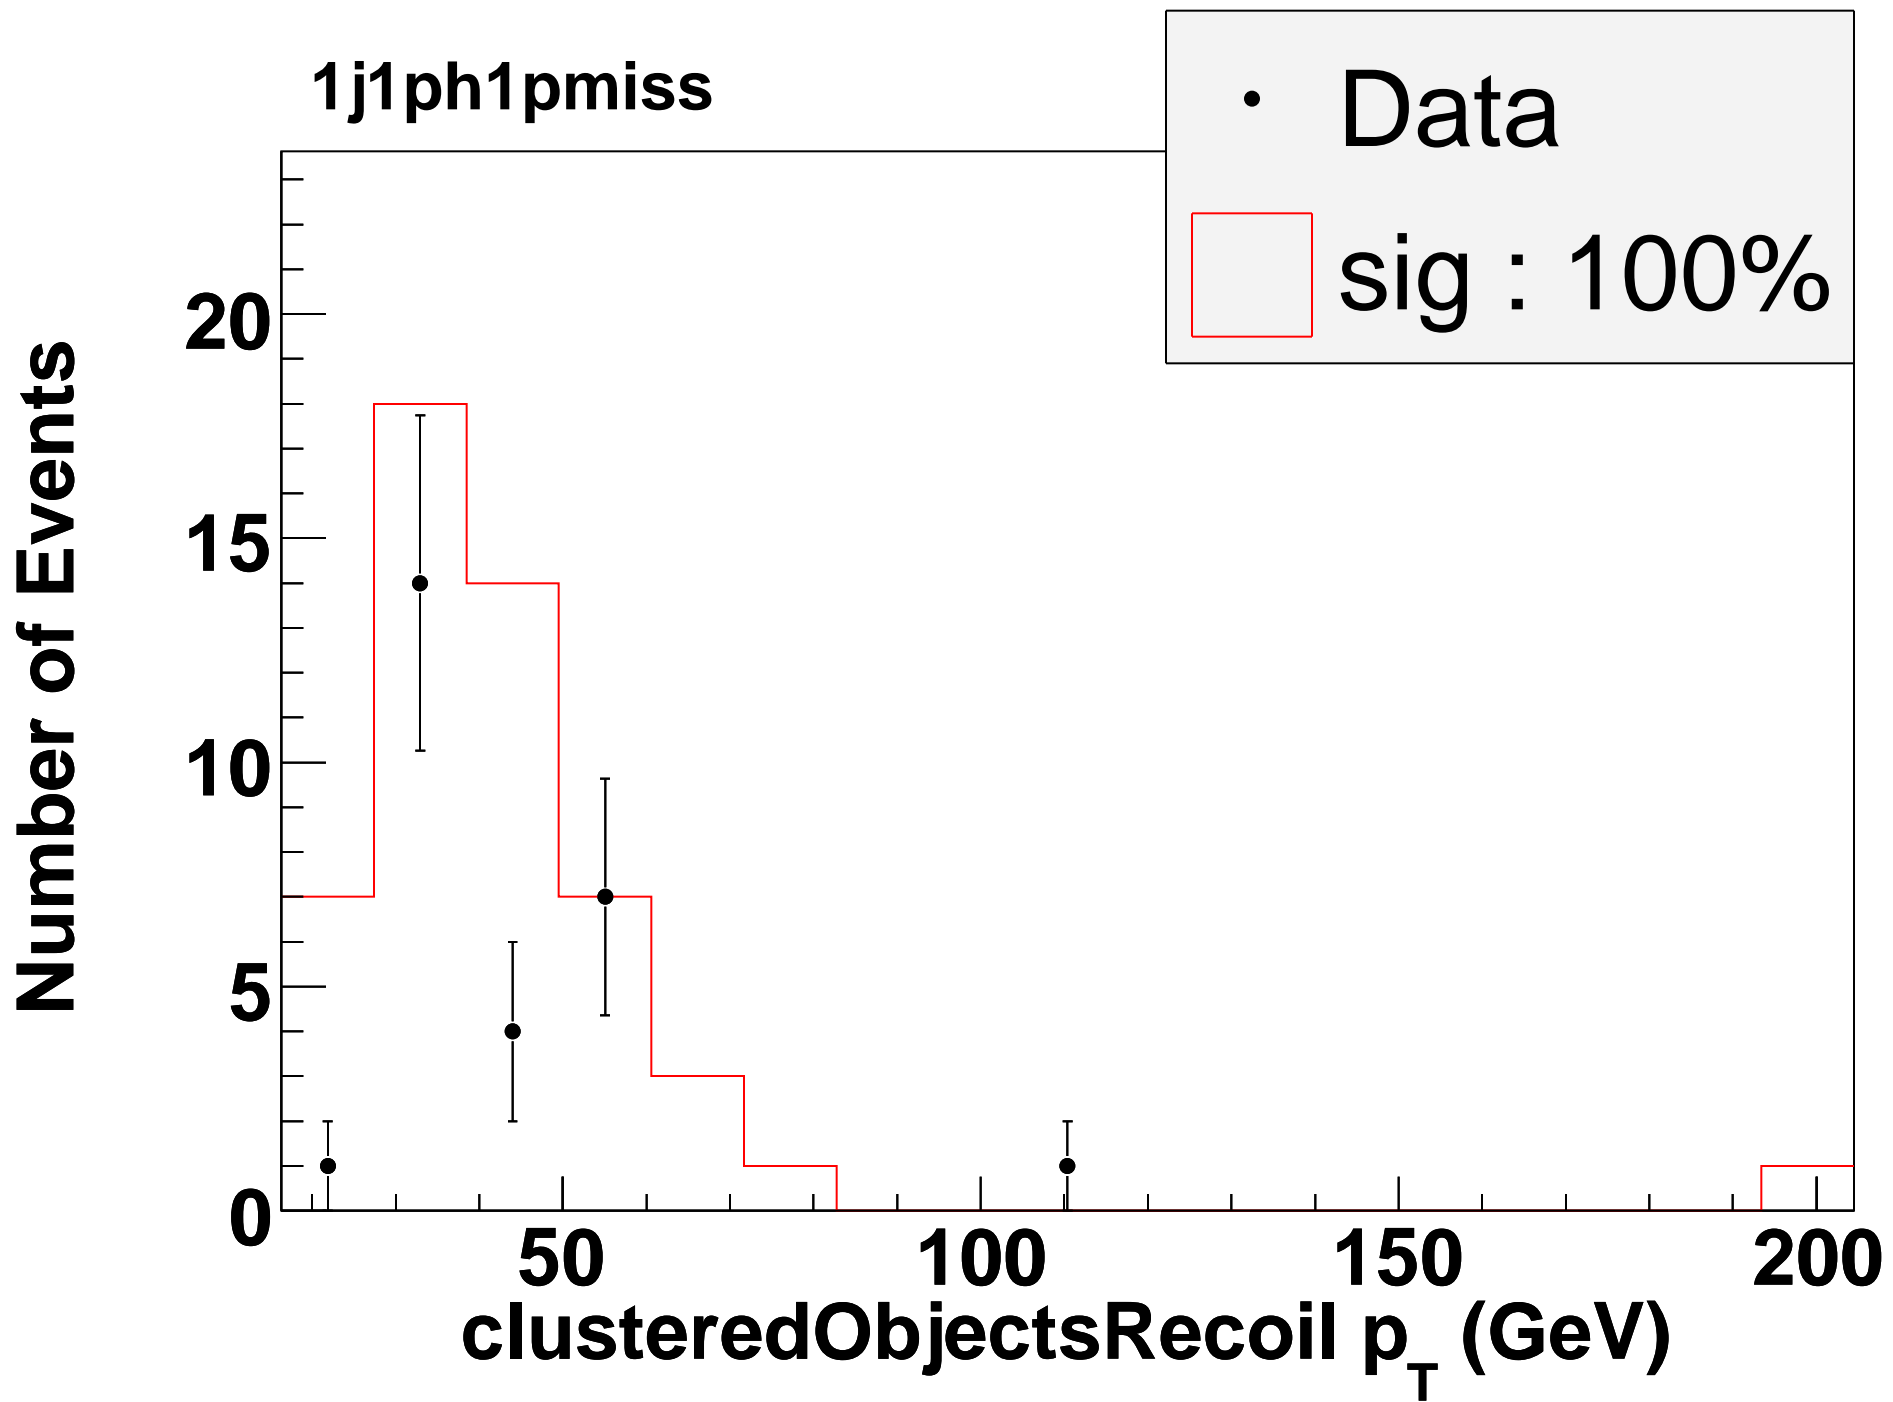 1j1ph1pmiss
Data
sig : 100%
Number of Events
20
15
10
5
0
50 100 150 200
clusteredObjectsRecoil p_T (GeV)